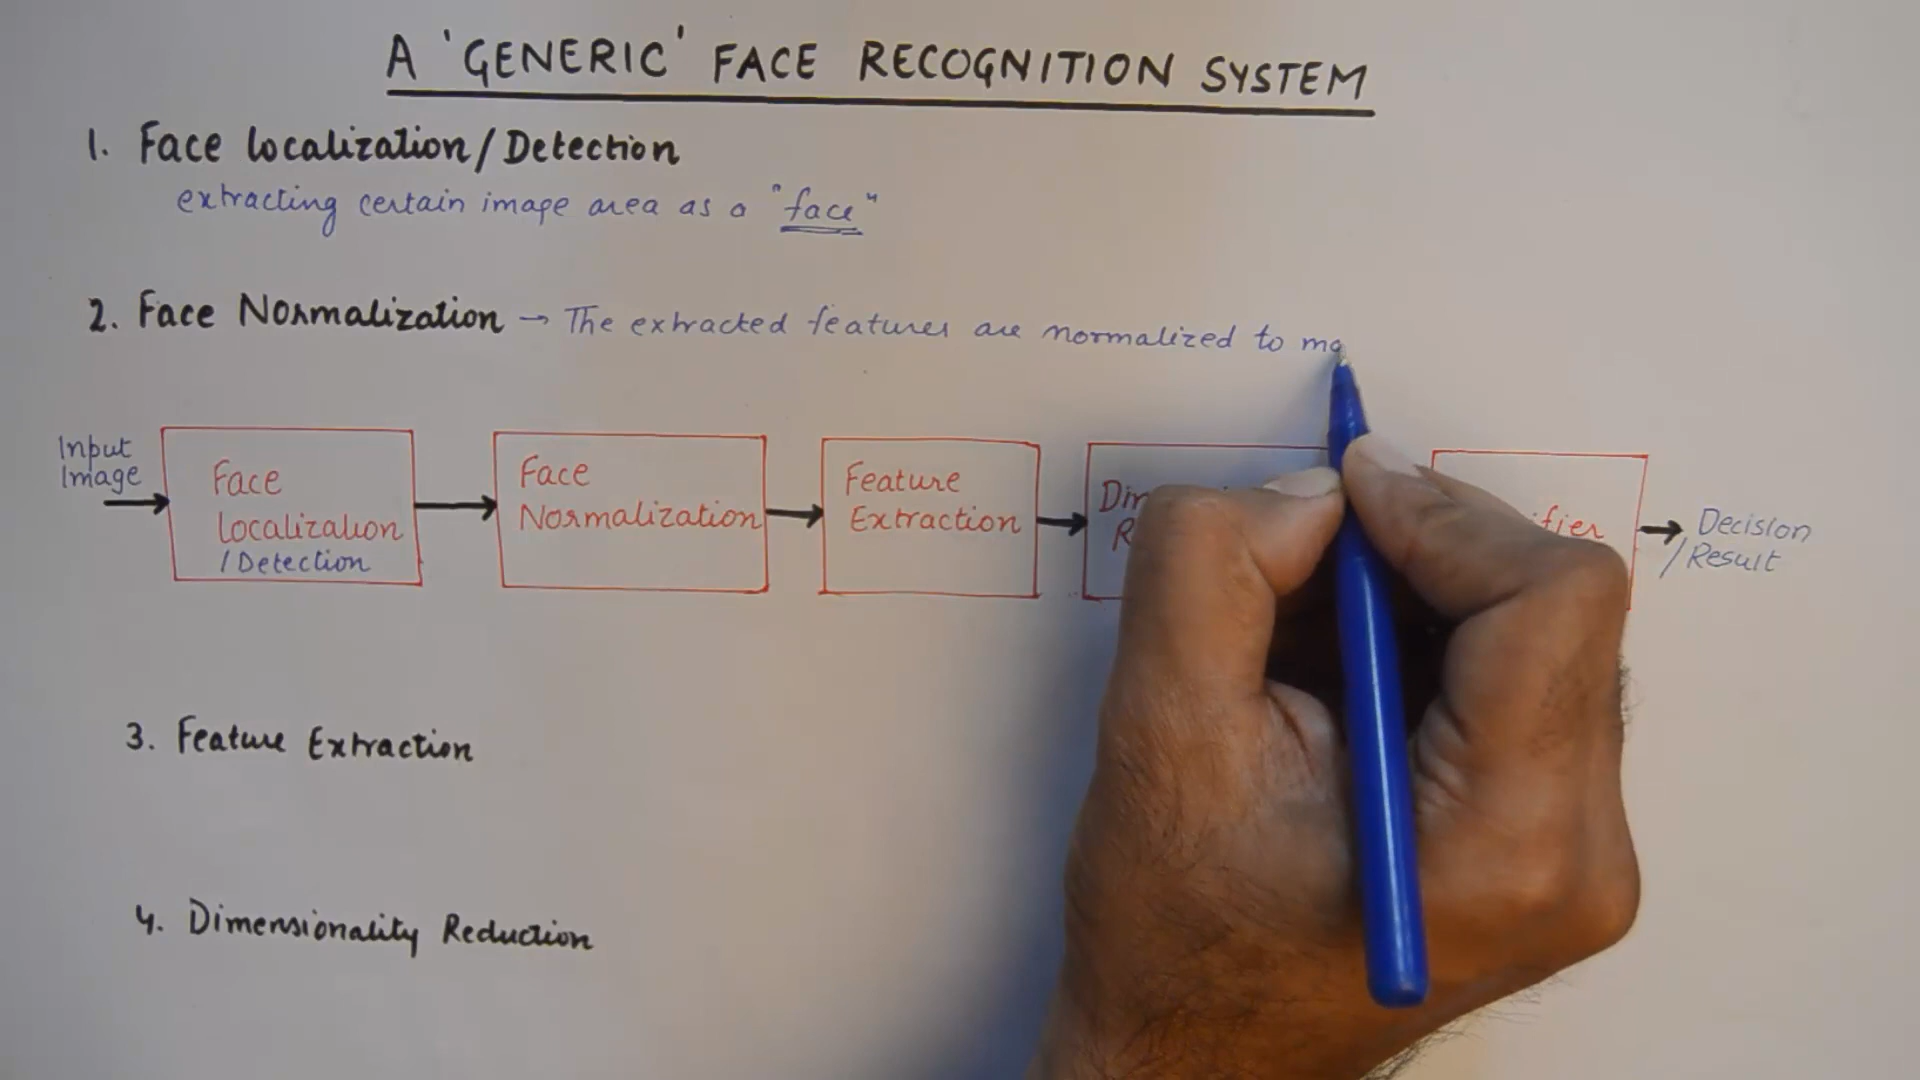 A 'GENERIC' FACE RECOGNITION SYSTEM
1. Face localization/Detection
extracting certain image area as a "face"
2. Face Normalization → The extracted features are normalized to
Input
Image
Face
localization
/Detection
Face
Normalization
Feature
Extraction
Decision
/Result
3. Feature Extraction
4. Dimensionality Reduction